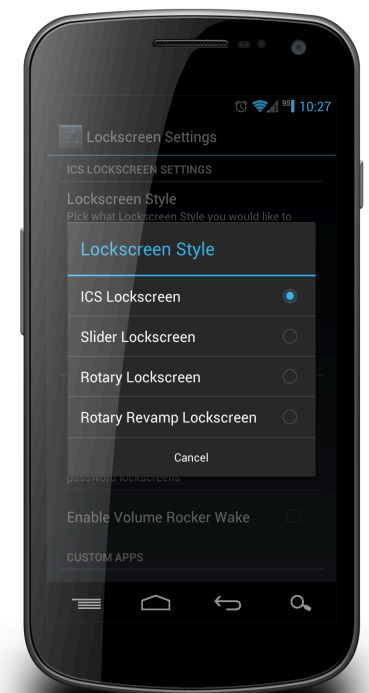 95 10:27
Lockscreen Settings
ICS LOCKSCREEN SETTINGS
Lockscreen Style
Pick what Lockscreen Style you would like to
Lockscreen Style
ICS Lockscreen
Slider Lockscreen
Rotary Lockscreen
Rotary Revamp Lockscreen
Cancel
password lockscreens
Enable Volume Rocker Wake
CUSTOM APPS